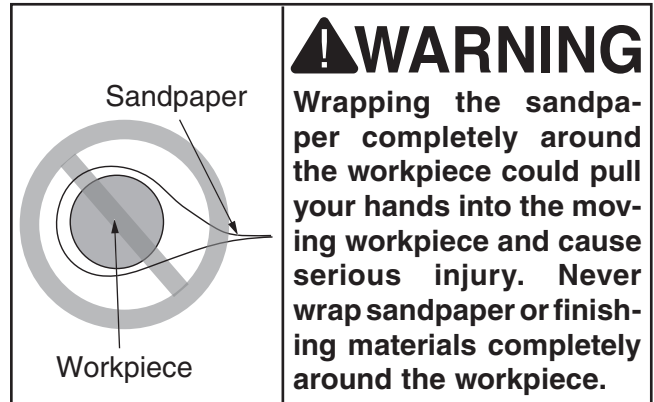 Sandpaper
Workpiece
WARNING
Wrapping the sandpa-
per completely around
the workpiece could pull
your hands into the mov-
ing workpiece and cause
serious injury. Never
wrap sandpaper or finish-
ing materials completely
around the workpiece.